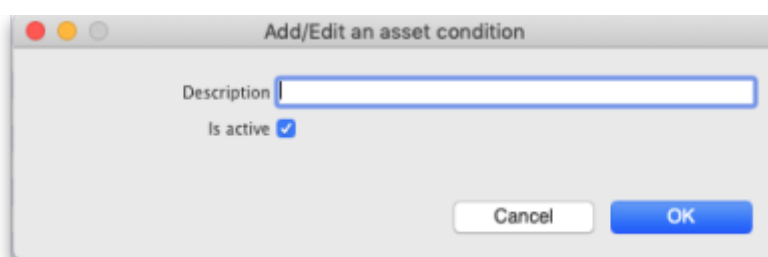 Add/Edit an asset condition
Description
Is active
Cancel OK